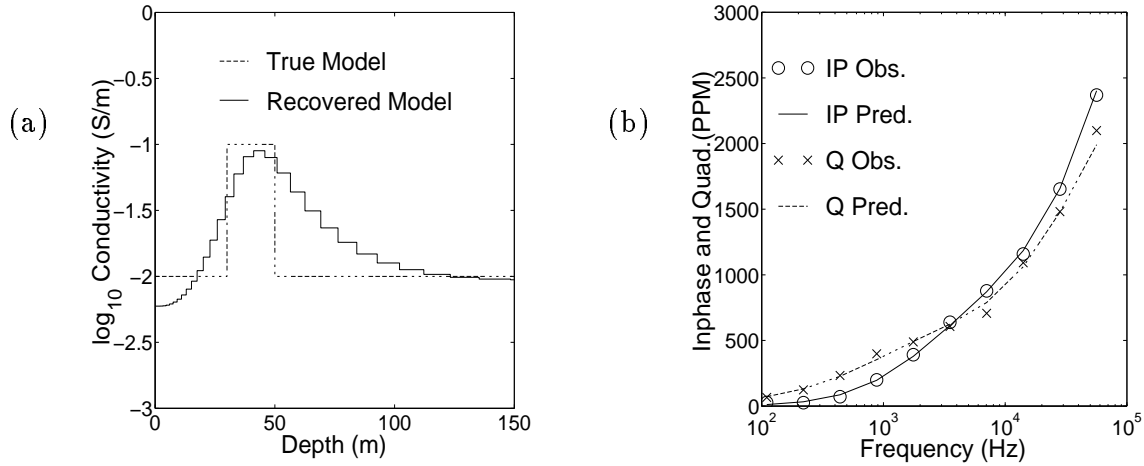 (a)
log10 Conductivity (S/m)
0
−0.5
−1
−1.5
−2
−2.5
−3
True Model
Recovered Model
0
50
100
150
Depth (m)
(b)
Inphase and Quad.(PPM)
3000
2500
2000
1500
1000
500
0
IP Obs.
IP Pred.
Q Obs.
Q Pred.
10^2
10^3
10^4
10^5
Frequency (Hz)